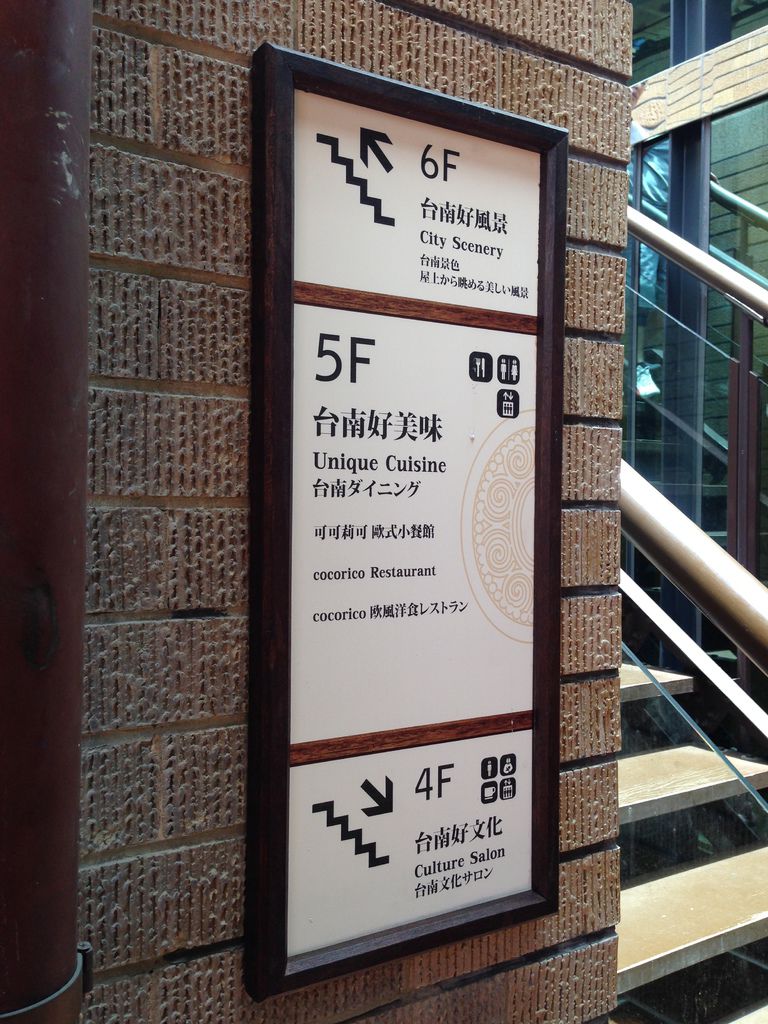 6F
台南好風景
City Scenery
台南景色
屋上から眺める美しい風景
5F
台南好美味
Unique Cuisine
台南ダイニング
可可莉可 歐式小餐館
cocorico Restaurant
cocorico 欧風洋食レストラン
4F
台南好文化
Culture Salon
台南文化サロン